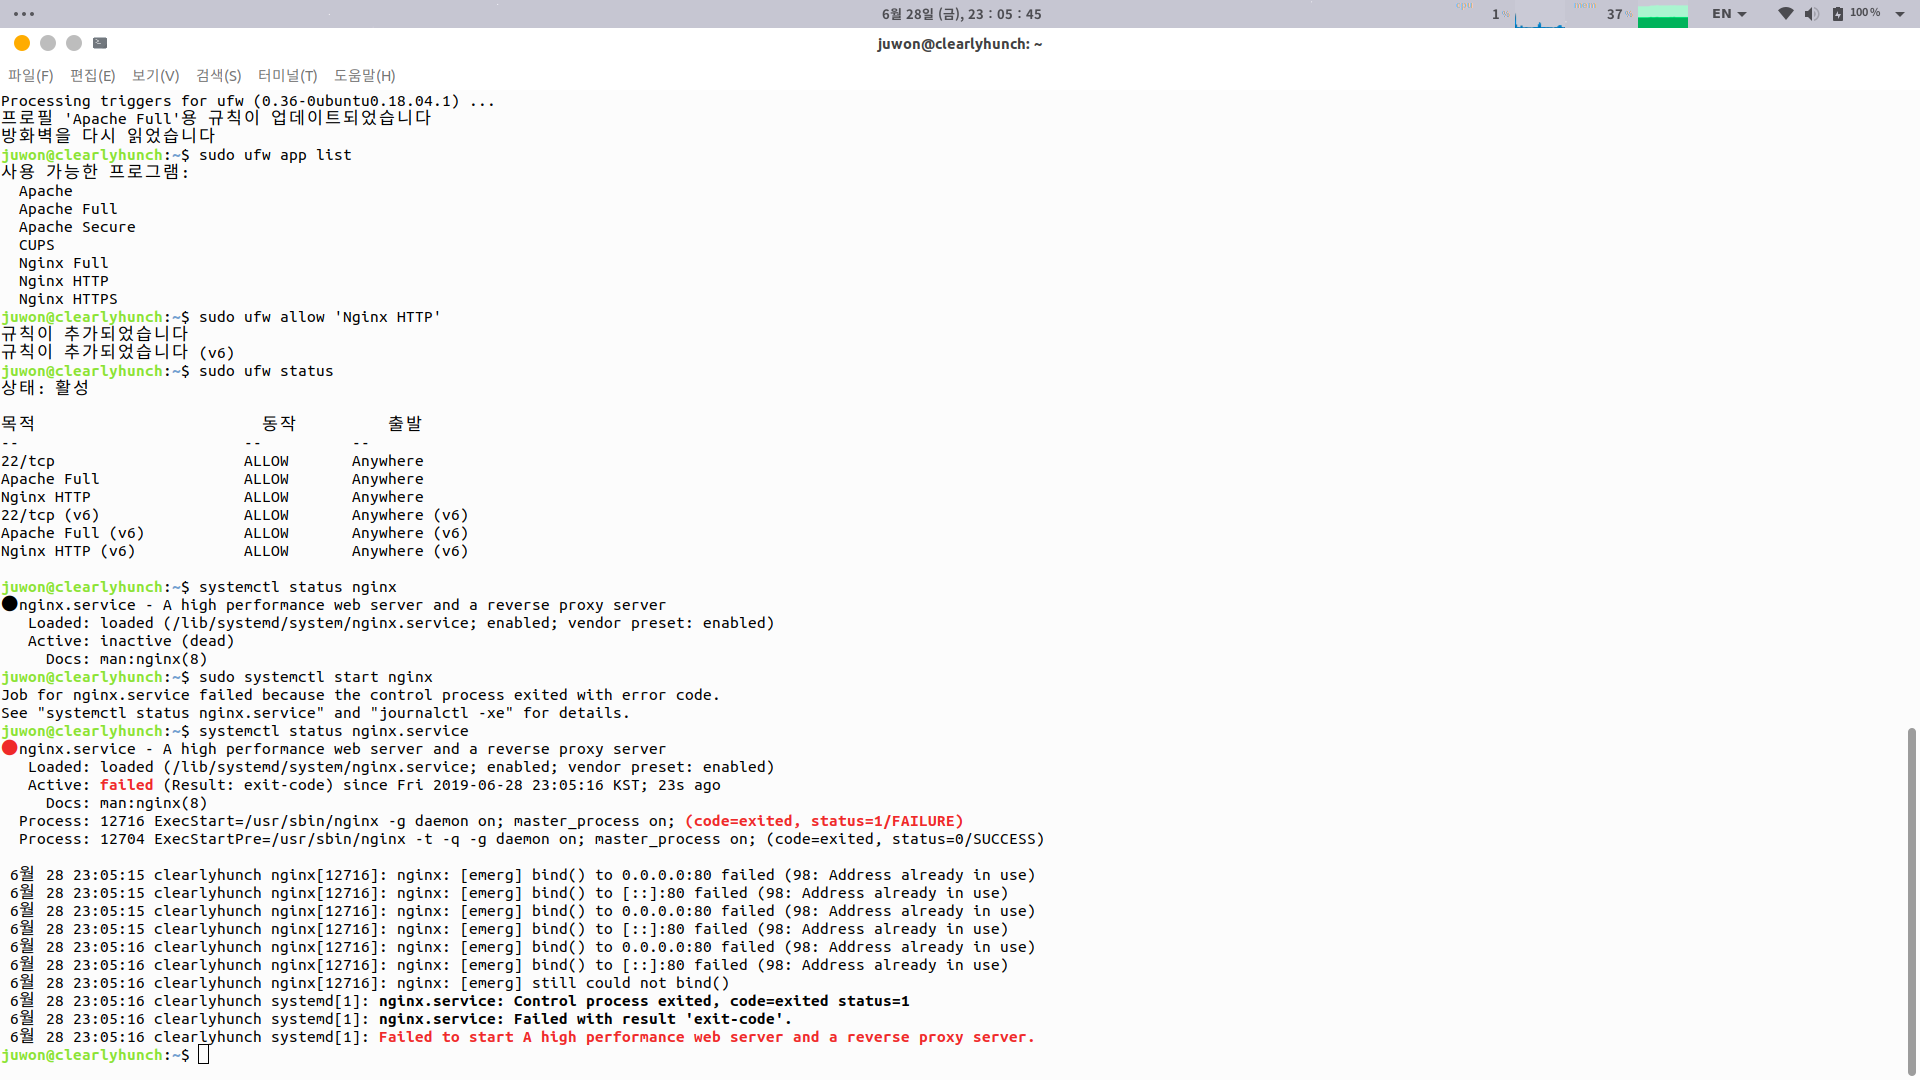 6월 28일 (금), 23 : 05 : 45
cpu 1 % mem 37 % EN 100 %
juwon@clearlyhunch: ~
파일(F) 편집(E) 보기(V) 검색(S) 터미널(T) 도움말(H)
Processing triggers for ufw (0.36-0ubuntu0.18.04.1) ...
프로필 'Apache Full'용 규칙이 업데이트되었습니다
방화벽을 다시 읽었습니다
juwon@clearlyhunch:~$ sudo ufw app list
사용 가능한 프로그램:
  Apache
  Apache Full
  Apache Secure
  CUPS
  Nginx Full
  Nginx HTTP
  Nginx HTTPS
juwon@clearlyhunch:~$ sudo ufw allow 'Nginx HTTP'
규칙이 추가되었습니다
규칙이 추가되었습니다 (v6)
juwon@clearlyhunch:~$ sudo ufw status
상태: 활성
목적                         동작          출발
--                         --          --
22/tcp                     ALLOW       Anywhere
Apache Full                ALLOW       Anywhere
Nginx HTTP                 ALLOW       Anywhere
22/tcp (v6)                ALLOW       Anywhere (v6)
Apache Full (v6)           ALLOW       Anywhere (v6)
Nginx HTTP (v6)            ALLOW       Anywhere (v6)
juwon@clearlyhunch:~$ systemctl status nginx
●nginx.service - A high performance web server and a reverse proxy server
   Loaded: loaded (/lib/systemd/system/nginx.service; enabled; vendor preset: enabled)
   Active: inactive (dead)
     Docs: man:nginx(8)
juwon@clearlyhunch:~$ sudo systemctl start nginx
Job for nginx.service failed because the control process exited with error code.
See "systemctl status nginx.service" and "journalctl -xe" for details.
juwon@clearlyhunch:~$ systemctl status nginx.service
●nginx.service - A high performance web server and a reverse proxy server
   Loaded: loaded (/lib/systemd/system/nginx.service; enabled; vendor preset: enabled)
   Active: failed (Result: exit-code) since Fri 2019-06-28 23:05:16 KST; 23s ago
     Docs: man:nginx(8)
  Process: 12716 ExecStart=/usr/sbin/nginx -g daemon on; master_process on; (code=exited, status=1/FAILURE)
  Process: 12704 ExecStartPre=/usr/sbin/nginx -t -q -g daemon on; master_process on; (code=exited, status=0/SUCCESS)
 6월 28 23:05:15 clearlyhunch nginx[12716]: nginx: [emerg] bind() to 0.0.0.0:80 failed (98: Address already in use)
 6월 28 23:05:15 clearlyhunch nginx[12716]: nginx: [emerg] bind() to [::]:80 failed (98: Address already in use)
 6월 28 23:05:15 clearlyhunch nginx[12716]: nginx: [emerg] bind() to 0.0.0.0:80 failed (98: Address already in use)
 6월 28 23:05:15 clearlyhunch nginx[12716]: nginx: [emerg] bind() to [::]:80 failed (98: Address already in use)
 6월 28 23:05:16 clearlyhunch nginx[12716]: nginx: [emerg] bind() to 0.0.0.0:80 failed (98: Address already in use)
 6월 28 23:05:16 clearlyhunch nginx[12716]: nginx: [emerg] bind() to [::]:80 failed (98: Address already in use)
 6월 28 23:05:16 clearlyhunch nginx[12716]: nginx: [emerg] still could not bind()
 6월 28 23:05:16 clearlyhunch systemd[1]: nginx.service: Control process exited, code=exited status=1
 6월 28 23:05:16 clearlyhunch systemd[1]: nginx.service: Failed with result 'exit-code'.
 6월 28 23:05:16 clearlyhunch systemd[1]: Failed to start A high performance web server and a reverse proxy server.
juwon@clearlyhunch:~$